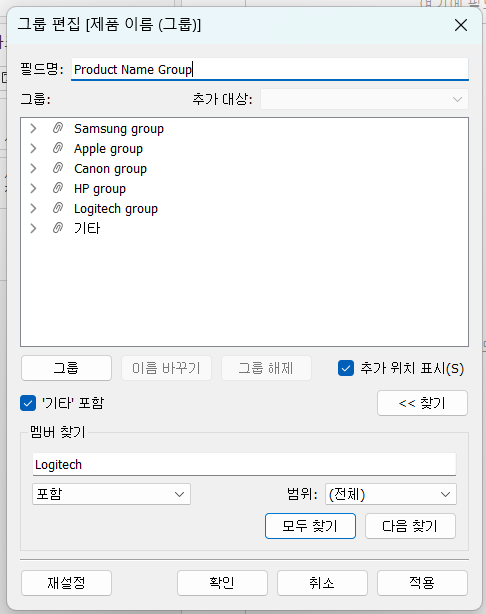 그룹 편집 [제품 이름 (그룹)]
필드명: Product Name Group
그룹: 추가 대상:
Samsung group
Apple group
Canon group
HP group
Logitech group
기타
그룹 이름 바꾸기 그룹 해제 추가 위치 표시(S)
'기타' 포함 << 찾기
멤버 찾기
Logitech
포함 범위: (전체)
모두 찾기 다음 찾기
재설정 확인 취소 적용